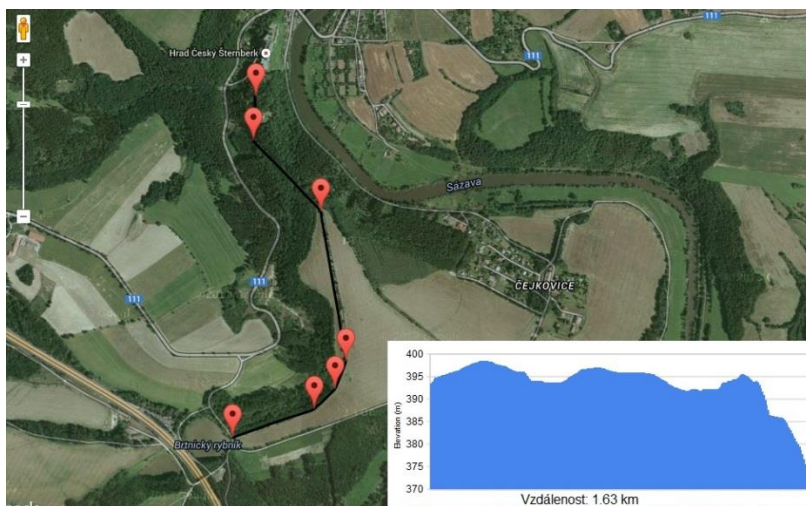 111
111
Hrad Český Šternberk
Sázava
ČEJKOVICE
111
111
Brtnický rybník
111
400
395
390
385
380
375
370
Elevation (m)
Vzdálenost: 1.63 km